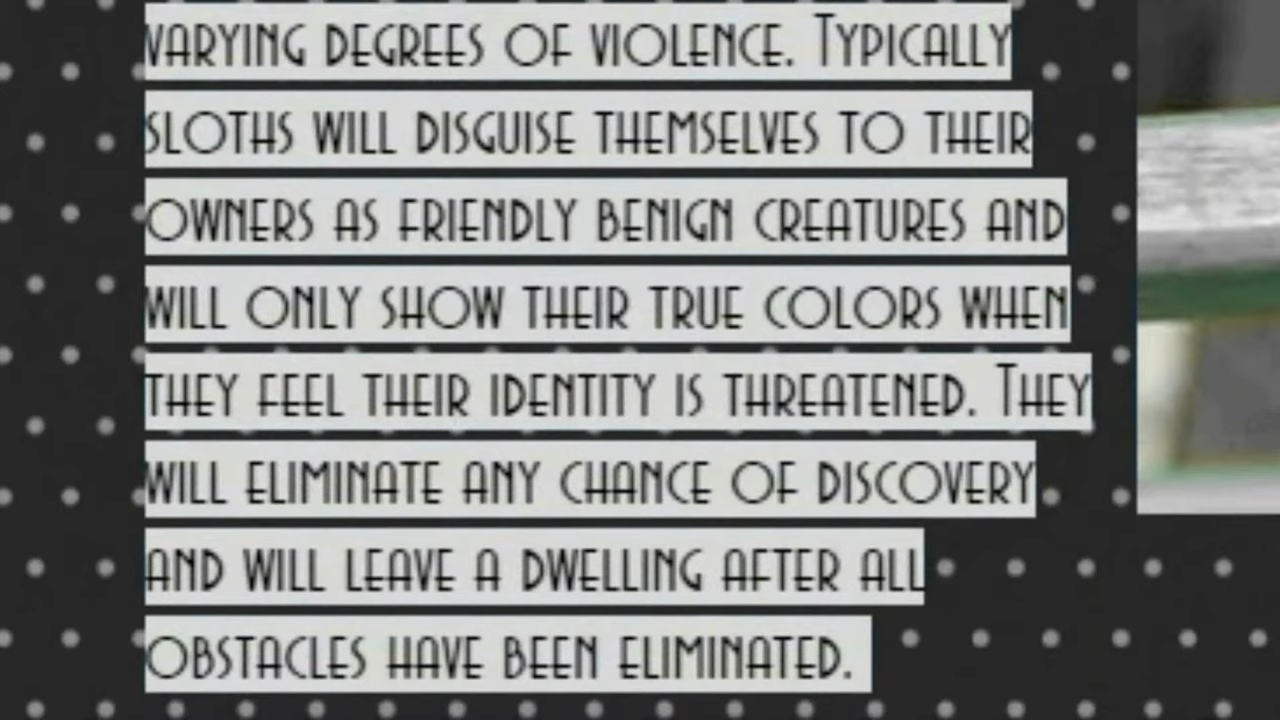 VARYING DEGREES OF VIOLENCE. TYPICALLY
SLOTHS WILL DISGUISE THEMSELVES TO THEIR
OWNERS AS FRIENDLY BENIGN CREATURES AND
WILL ONLY SHOW THEIR TRUE COLORS WHEN
THEY FEEL THEIR IDENTITY IS THREATENED. THEY
WILL ELIMINATE ANY CHANCE OF DISCOVERY
AND WILL LEAVE A DWELLING AFTER ALL
OBSTACLES HAVE BEEN ELIMINATED.